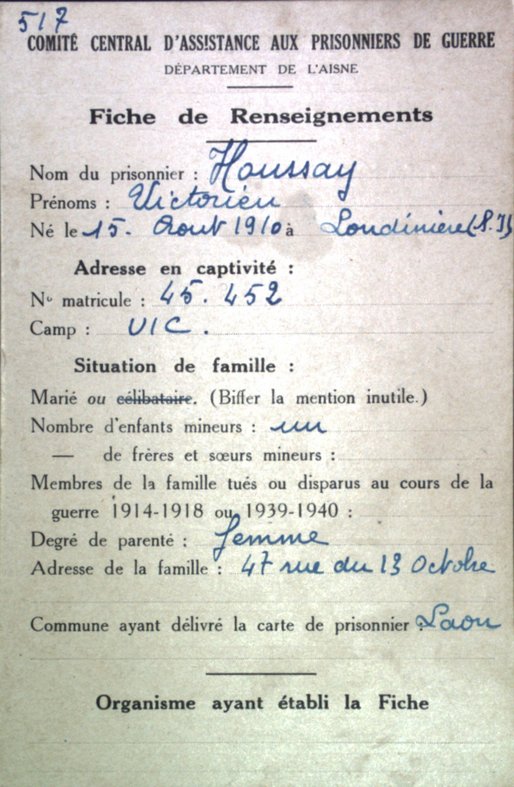 517
COMITÉ CENTRAL D'ASSISTANCE AUX PRISONNIERS DE GUERRE
DÉPARTEMENT DE L'AISNE
Fiche de Renseignements
Nom du prisonnier : Houssay
Prénoms : Victorien
Né le 15. Aout 1910 à Londinière (S.I)
Adresse en captivité :
N° matricule : 45.452
Camp : VIC.
Situation de famille :
Marié ou célibataire. (Biffer la mention inutile.)
Nombre d'enfants mineurs : un
— de frères et sœurs mineurs :
Membres de la famille tués ou disparus au cours de la
guerre 1914-1918 ou 1939-1940 :
Degré de parenté : femme
Adresse de la famille : 47 rue du 13 Octobre
Commune ayant délivré la carte de prisonnier : Laon
Organisme ayant établi la Fiche